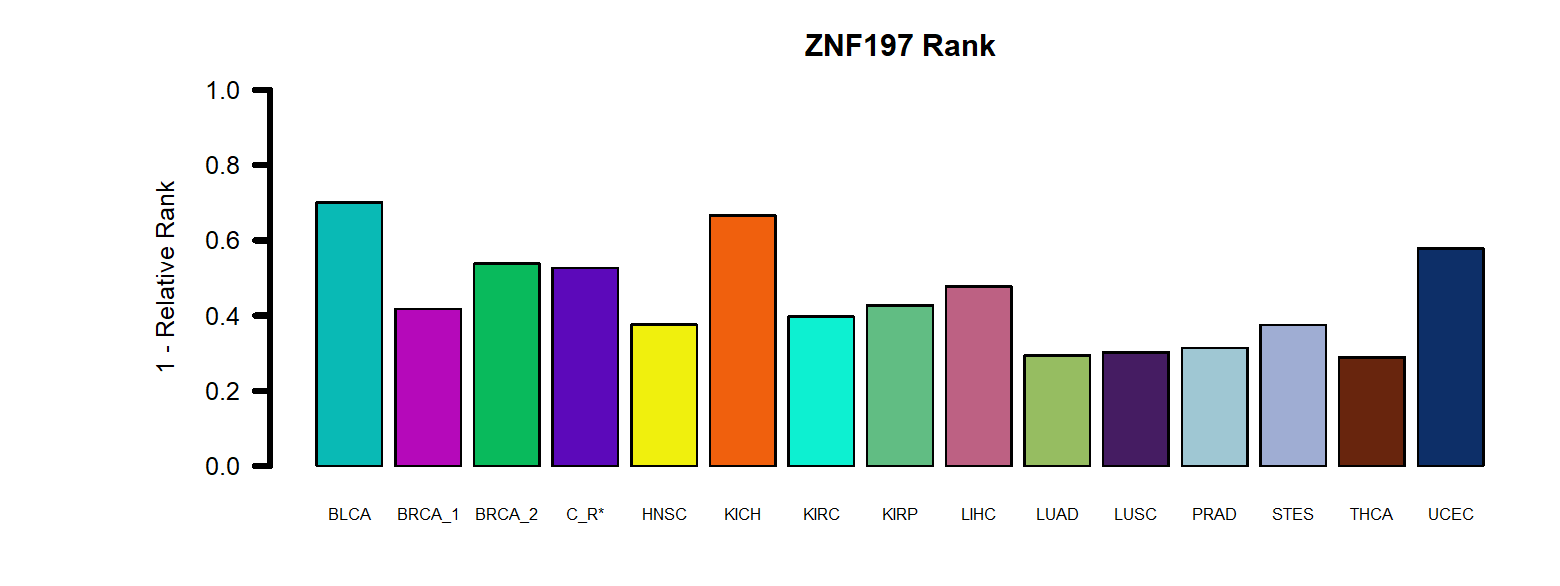 ZNF197 Rank
1 - Relative Rank
1.0
0.8
0.6
0.4
0.2
0.0
BLCA BRCA_1 BRCA_2 C_R* HNSC KICH KIRC KIRP LIHC LUAD LUSC PRAD STES THCA UCEC